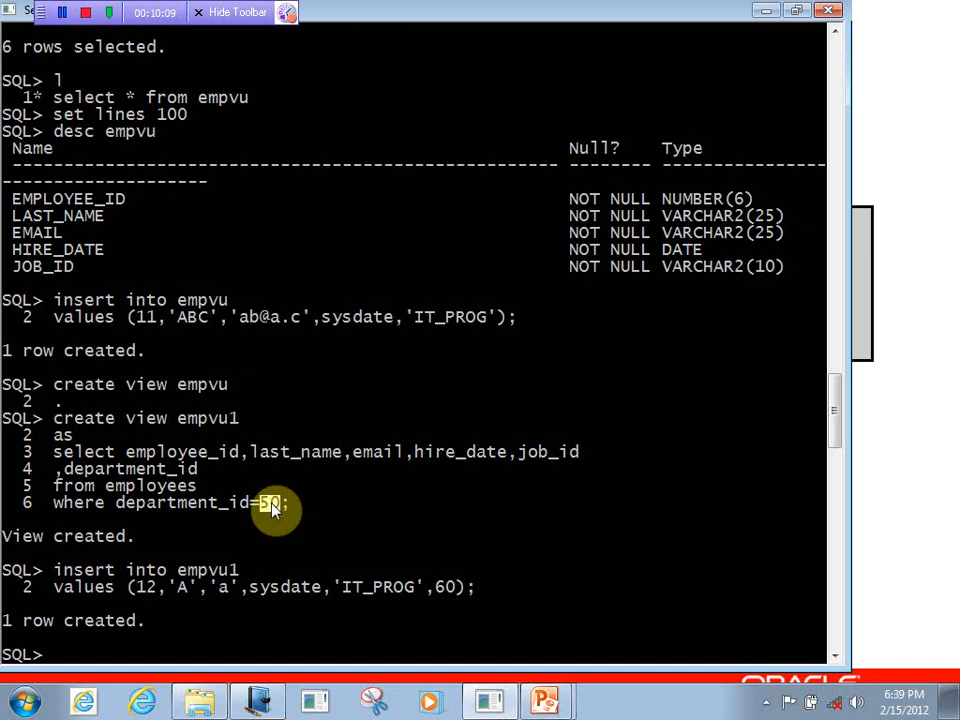 Se
00:10:09
Hide Toolbar
6 rows selected.
SQL> l
1* select * from empvu
SQL> set lines 100
SQL> desc empvu
Name Null? Type
----------------------------------------------------- -------- ----------------
--------------------
EMPLOYEE_ID NOT NULL NUMBER(6)
LAST_NAME NOT NULL VARCHAR2(25)
EMAIL NOT NULL VARCHAR2(25)
HIRE_DATE NOT NULL DATE
JOB_ID NOT NULL VARCHAR2(10)
SQL> insert into empvu
2 values (11,'ABC','ab@a.c',sysdate,'IT_PROG');
1 row created.
SQL> create view empvu
2 .
SQL> create view empvu1
2 as
3 select employee_id,last_name,email,hire_date,job_id
4 ,department_id
5 from employees
6 where department_id=50;
View created.
SQL> insert into empvu1
2 values (12,'A','a',sysdate,'IT_PROG',60);
1 row created.
SQL>
ORACLE
6:39 PM
2/15/2012